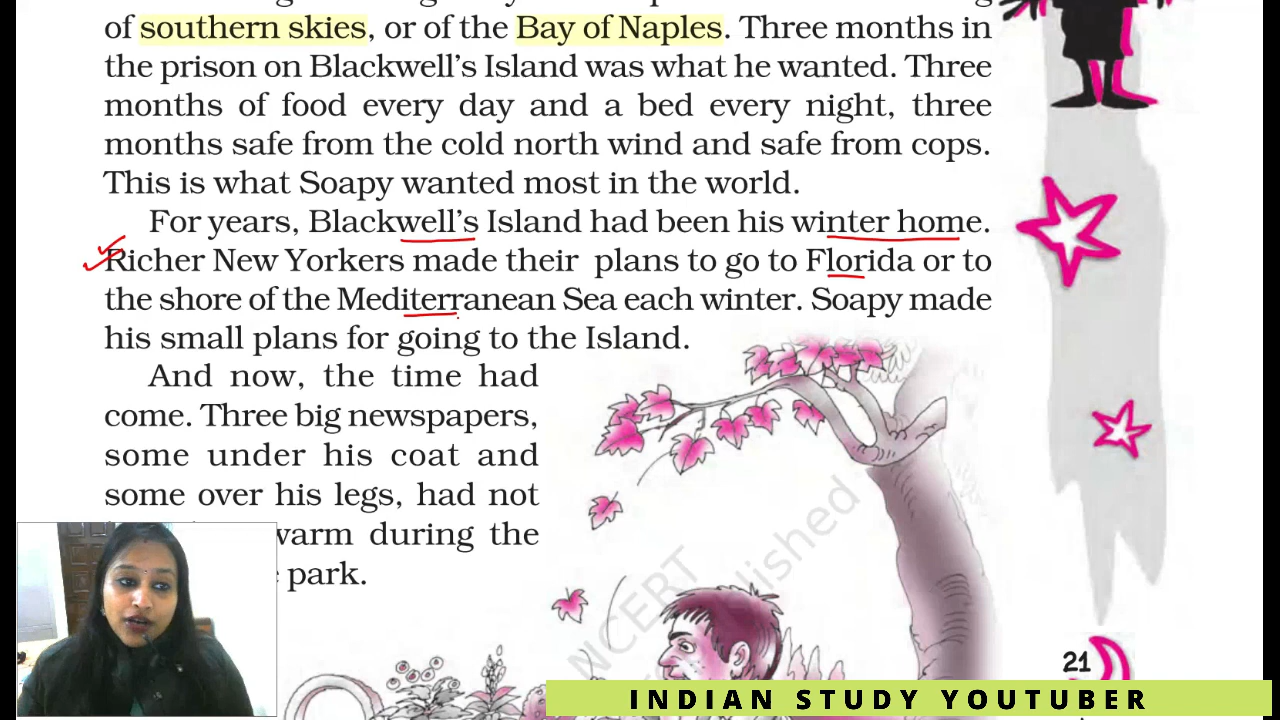 of southern skies, or of the Bay of Naples. Three months in
the prison on Blackwell's Island was what he wanted. Three
months of food every day and a bed every night, three
months safe from the cold north wind and safe from cops.
This is what Soapy wanted most in the world.
For years, Blackwell's Island had been his winter home.
Richer New Yorkers made their plans to go to Florida or to
the shore of the Mediterranean Sea each winter. Soapy made
his small plans for going to the Island.
And now, the time had
come. Three big newspapers,
some under his coat and
some over his legs, had not
warm during the
park.
NCERT
21
INDIAN STUDY YOUTUBER